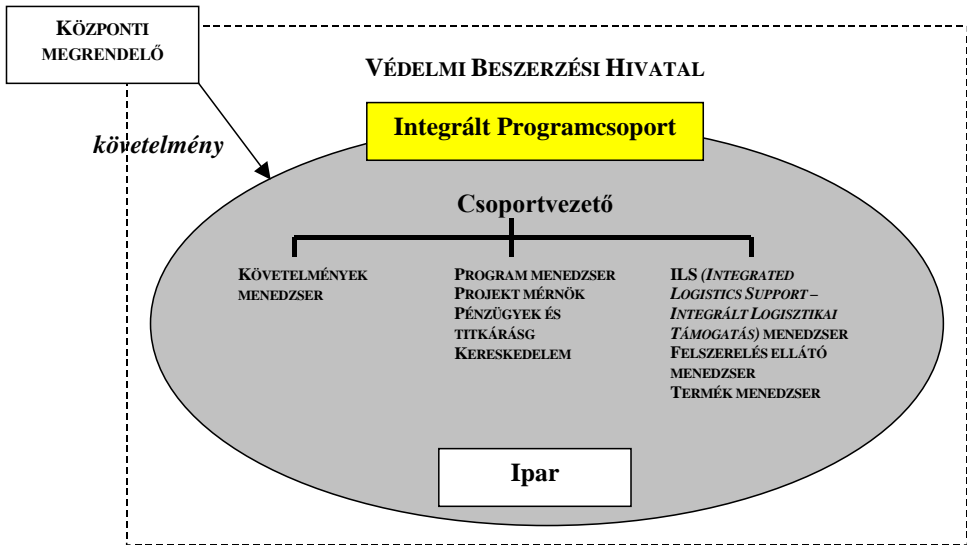 KÖZPONTI
MEGRENDELŐ
VÉDELMI BESZERZÉSI HIVATAL
Integrált Programcsoport
követelmény
Csoportvezető
KÖVETELMÉNYEK
MENEDZSER
PROGRAM MENEDZSER
PROJEKT MÉRNÖK
PÉNZÜGYEK ÉS
TITKÁRÁSG
KERESKEDELEM
ILS (INTEGRATED
LOGISTICS SUPPORT –
INTEGRÁLT LOGISZTIKAI
TÁMOGATÁS) MENEDZSER
FELSZERELÉS ELLÁTÓ
MENEDZSER
TERMÉK MENEDZSER
Ipar